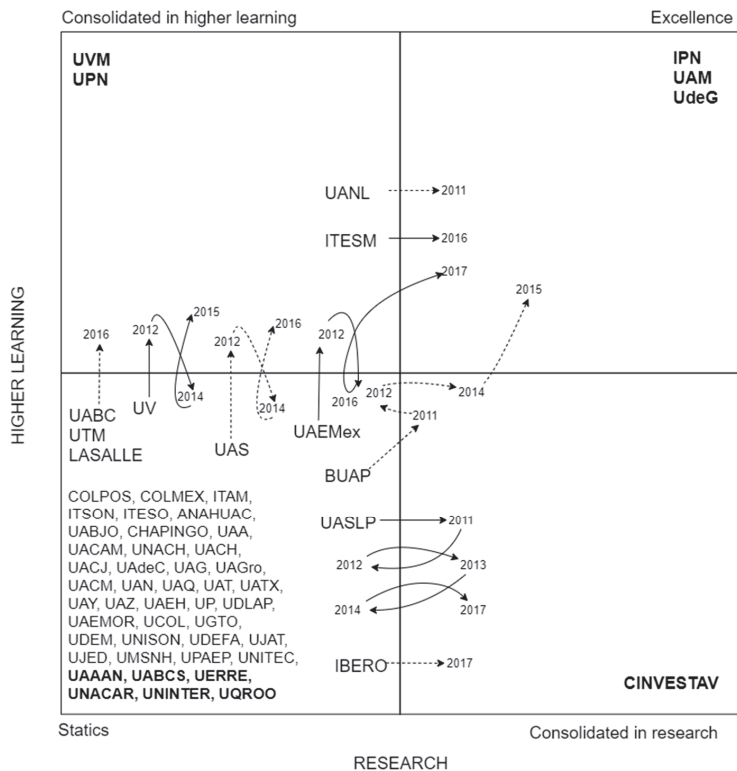 Consolidated in higher learning
Excellence
UVM
UPN
IPN
UAM
UdeG
UANL
2011
ITESM
2016
2017
2015
2016
2012
2015
2012
2016
2012
2014
2014
2016
2012
2014
2011
UABC
UTM
LASALLE
UV
UAS
UAEMex
BUAP
COLPOS, COLMEX, ITAM,
ITSON, ITESO, ANAHUAC,
UABJO, CHAPINGO, UAA,
UACAM, UNACH, UACH,
UACJ, UAdeC, UAG, UAGro,
UACM, UAN, UAQ, UAT, UATX,
UAY, UAZ, UAEH, UP, UDLAP,
UAEMOR, UCOL, UGTO,
UDEM, UNISON, UDEFA, UJAT,
UJED, UMSNH, UPAEP, UNITEC,
UAAAN, UABCS, UERRE,
UNACAR, UNINTER, UQROO
UASLP
2011
2012
2013
2014
2017
IBERO
2017
CINVESTAV
Statics
Consolidated in research
HIGHER LEARNING
RESEARCH